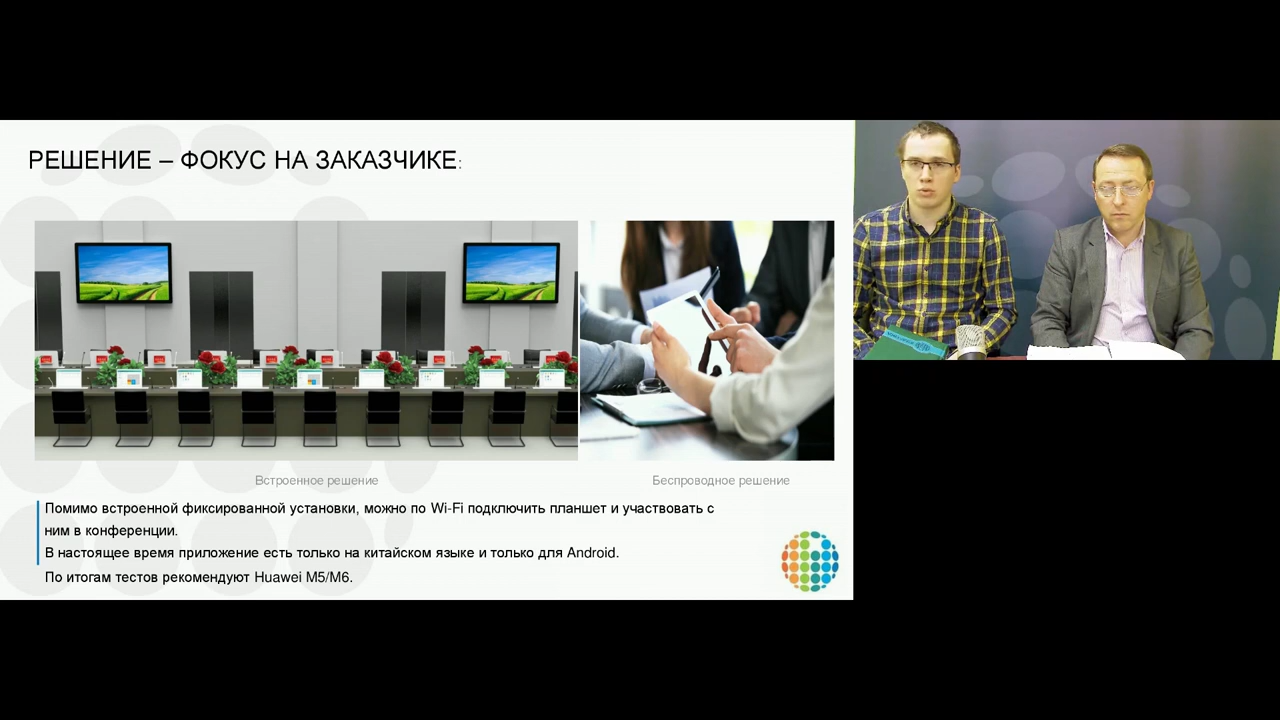 РЕШЕНИЕ – ФОКУС НА ЗАКАЗЧИКЕ:
Встроенное решение
Беспроводное решение
Помимо встроенной фиксированной установки, можно по Wi-Fi подключить планшет и участвовать с
ним в конференции.
В настоящее время приложение есть только на китайском языке и только для Android.
По итогам тестов рекомендуют Huawei M5/M6.